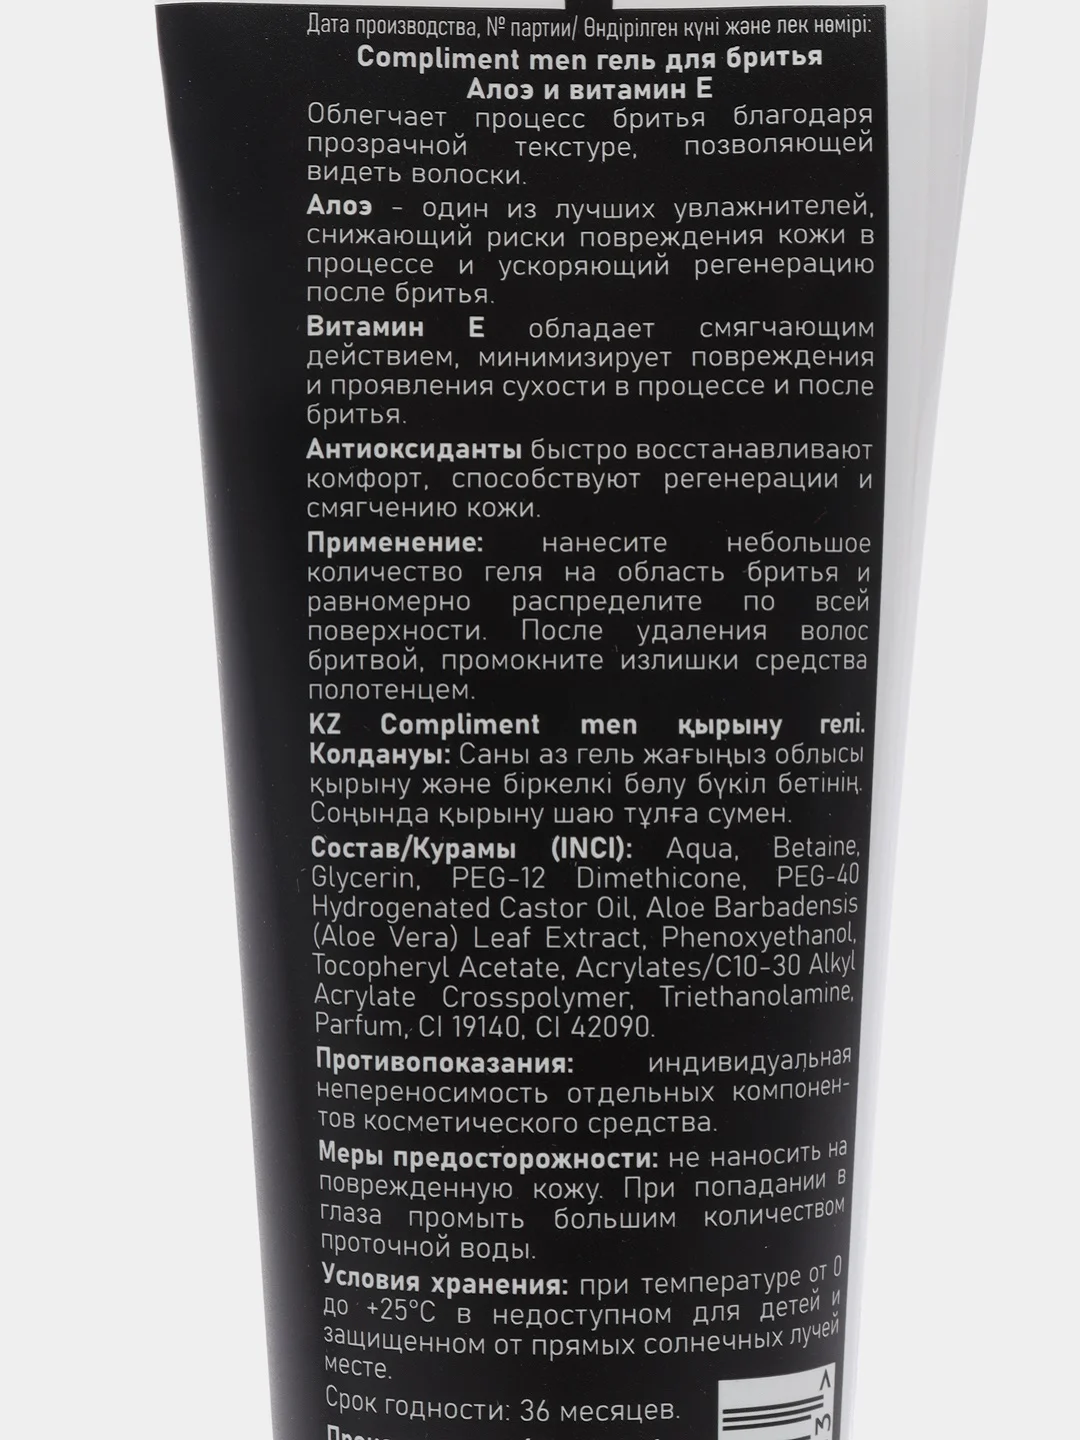 Дата производства, № партии/ Өндірілген күні және лек нөмірі:
Compliment men гель для бритья
Алоэ и витамин Е
Облегчает процесс бритья благодаря
прозрачной текстуре, позволяющей
видеть волоски.
Алоэ - один из лучших увлажнителей,
снижающий риски повреждения кожи в
процессе и ускоряющий регенерацию
после бритья.
Витамин Е обладает смягчающим
действием, минимизирует повреждения
и проявления сухости в процессе и после
бритья.
Антиоксиданты быстро восстанавливают
комфорт, способствуют регенерации и
смягчению кожи.
Применение: нанесите небольшое
количество геля на область бритья и
равномерно распределите по всей
поверхности. После удаления волос
бритвой, промокните излишки средства
полотенцем.
KZ Compliment men қырыну гелі.
Колдануы: Саны аз гель жағыңыз облысы
қырыну және біркелкі бөлу бүкіл бетінің.
Соңында қырыну шаю тұлға сумен.
Состав/Курамы (INCI): Aqua, Betaine,
Glycerin, PEG-12 Dimethicone, PEG-40
Hydrogenated Castor Oil, Aloe Barbadensis
(Aloe Vera) Leaf Extract, Phenoxyethanol,
Tocopheryl Acetate, Acrylates/C10-30 Alkyl
Acrylate Crosspolymer, Triethanolamine,
Parfum, CI 19140, CI 42090.
Противопоказания: индивидуальная
непереносимость отдельных компонен-
тов косметического средства.
Меры предосторожности: не наносить на
поврежденную кожу. При попадании в
глаза промыть большим количеством
проточной воды.
Условия хранения: при температуре от 0
до +25°C в недоступном для детей и
защищенном от прямых солнечных лучей
месте.
Срок годности: 36 месяцев.
3 >